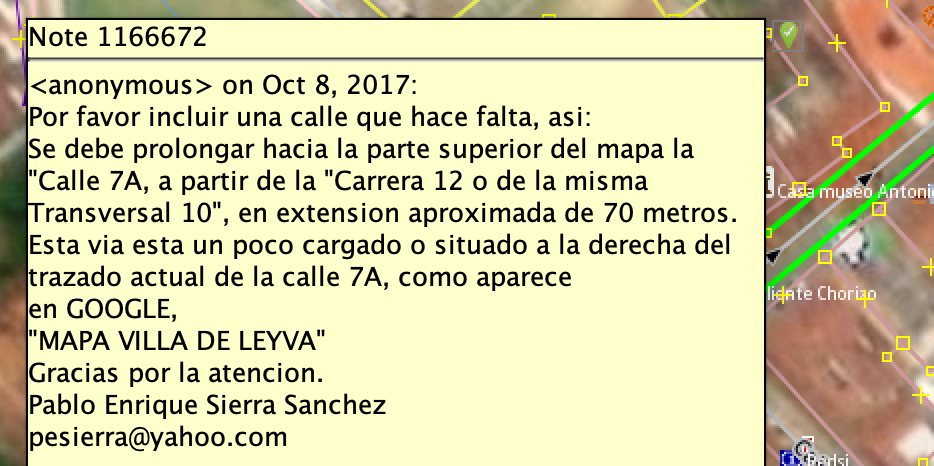 Note 1166672
<anonymous> on Oct 8, 2017:
Por favor incluir una calle que hace falta, asi:
Se debe prolongar hacia la parte superior del mapa la
"Calle 7A, a partir de la "Carrera 12 o de la misma
Transversal 10", en extension aproximada de 70 metros.
Esta via esta un poco cargado o situado a la derecha del
trazado actual de la calle 7A, como aparece
en GOOGLE,
"MAPA VILLA DE LEYVA"
Gracias por la atencion.
Pablo Enrique Sierra Sanchez
pesierra@yahoo.com
Casa museo Antoni
Chorizo